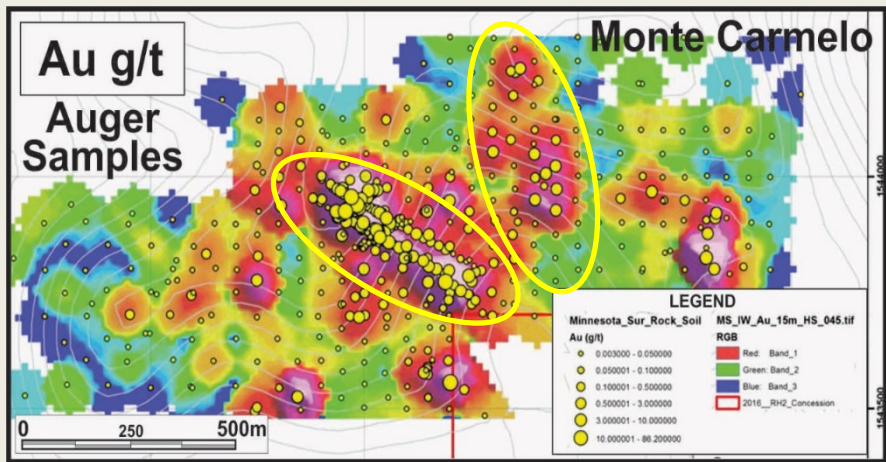 Au g/t
Auger
Samples
Monte Carmelo
1544000
1543500
0 250 500m
LEGEND
Minnesota_Sur_Rock_Soil
Au (g/t)
0.003000 - 0.050000
0.050001 - 0.100000
0.100001 - 0.500000
0.500001 - 3.000000
3.000001 - 10.000000
10.000001 - 86.200000
MS_IW_Au_15m_HS_045.tif
RGB
Red: Band_1
Green: Band_2
Blue: Band_3
2016__RH2_Concession